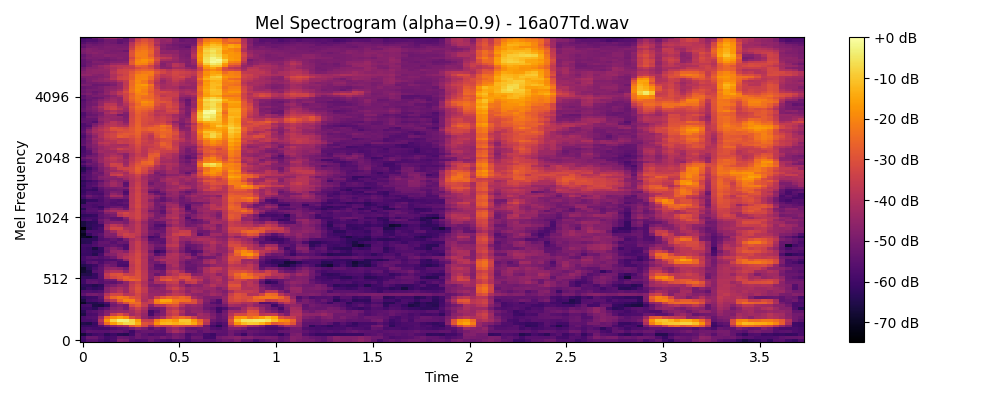 Mel Spectrogram (alpha=0.9) - 16a07Td.wav
Mel Frequency
4096
2048
1024
512
0
0
0.5
1
1.5
2
2.5
3
3.5
Time
+0 dB
-10 dB
-20 dB
-30 dB
-40 dB
-50 dB
-60 dB
-70 dB